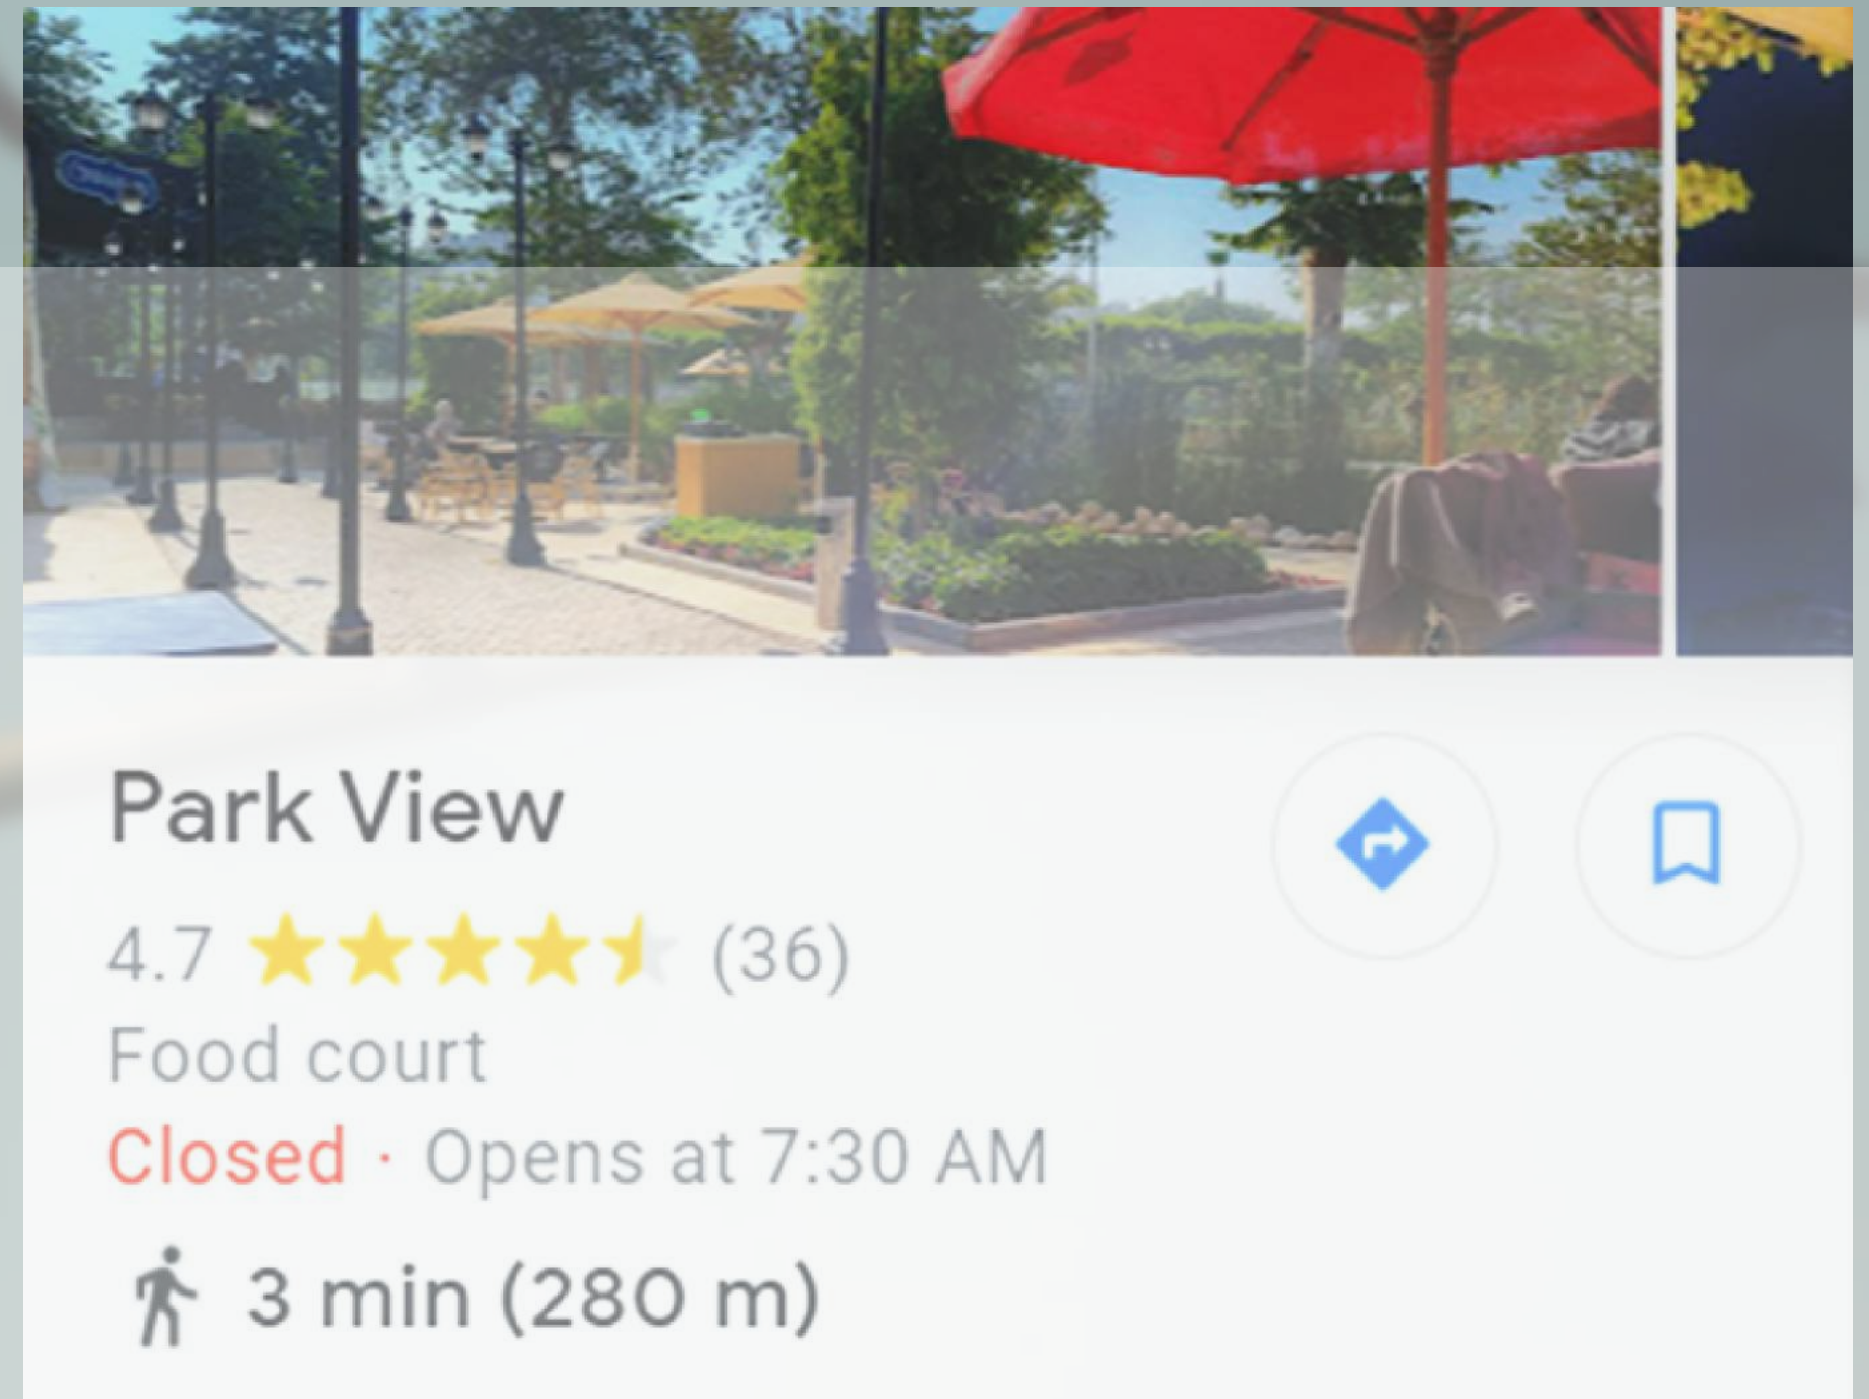 Park View
4.7 (36)
Food court
Closed · Opens at 7:30 AM
3 min (280 m)